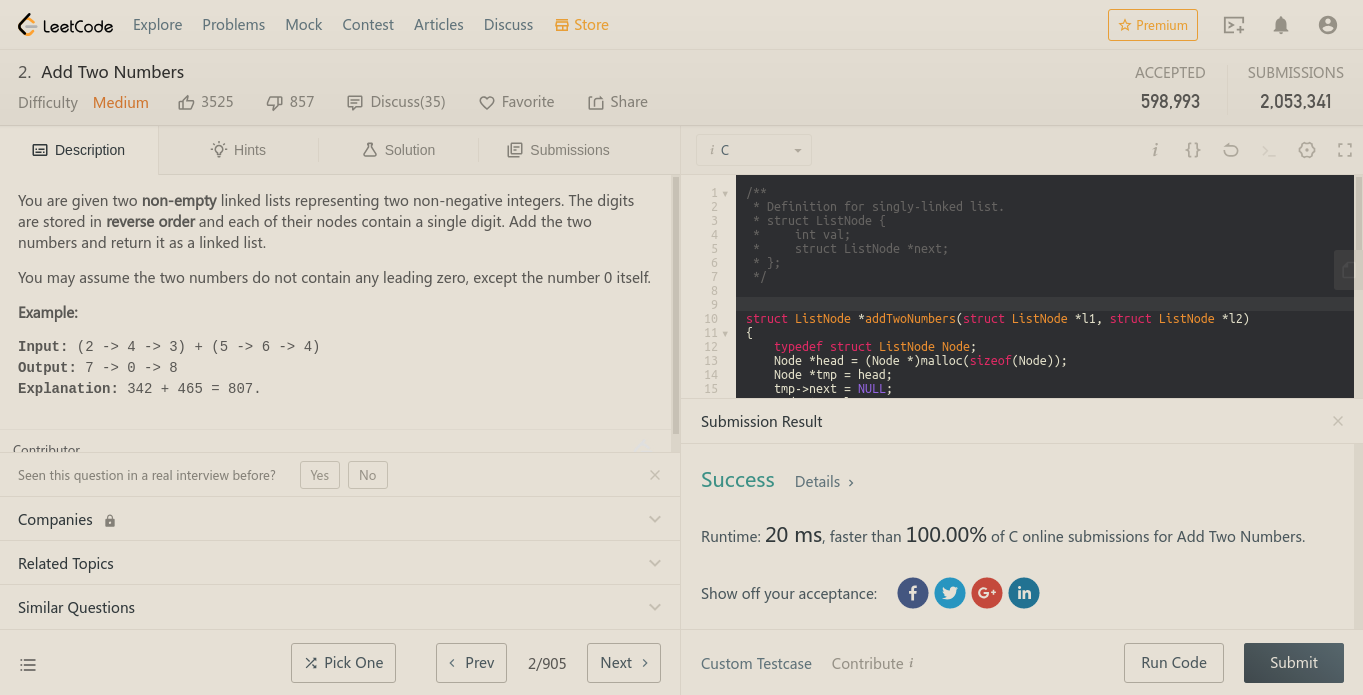 LeetCode Explore Problems Mock Contest Articles Discuss Store Premium
2. Add Two Numbers
ACCEPTED SUBMISSIONS
Difficulty Medium 3525 857 Discuss(35) Favorite Share
598,993 2,053,341
Description Hints Solution Submissions
You are given two non-empty linked lists representing two non-negative integers. The digits
are stored in reverse order and each of their nodes contain a single digit. Add the two
numbers and return it as a linked list.
You may assume the two numbers do not contain any leading zero, except the number 0 itself.
Example:
Input: (2 -> 4 -> 3) + (5 -> 6 -> 4)
Output: 7 -> 0 -> 8
Explanation: 342 + 465 = 807.
Contributor
Seen this question in a real interview before? Yes No
Companies
Related Topics
Similar Questions
Pick One Prev 2/905 Next
i C
i {} >_
1 /**
2  * Definition for singly-linked list.
3  * struct ListNode {
4  *     int val;
5  *     struct ListNode *next;
6  * };
7  */
8
9
10 struct ListNode *addTwoNumbers(struct ListNode *l1, struct ListNode *l2)
11 {
12     typedef struct ListNode Node;
13     Node *head = (Node *)malloc(sizeof(Node));
14     Node *tmp = head;
15     tmp->next = NULL;
Submission Result
Success Details
Runtime: 20 ms, faster than 100.00% of C online submissions for Add Two Numbers.
Show off your acceptance: f G+ in
Custom Testcase Contribute i Run Code Submit